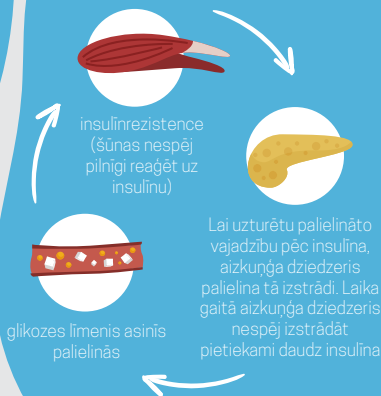 insulīnrezistence
(šūnas nespēj
pilnīgi reaģēt uz
insulīnu)
Lai uzturētu palielināto
vajadzību pēc insulīna,
aizkuņģa dziedzeris
palielina tā izstrādi. Laika
gaitā aizkuņģa dziedzeris
nespēj izstrādāt
pietiekami daudz insulīna
glikozes līmenis asinīs
palielinās